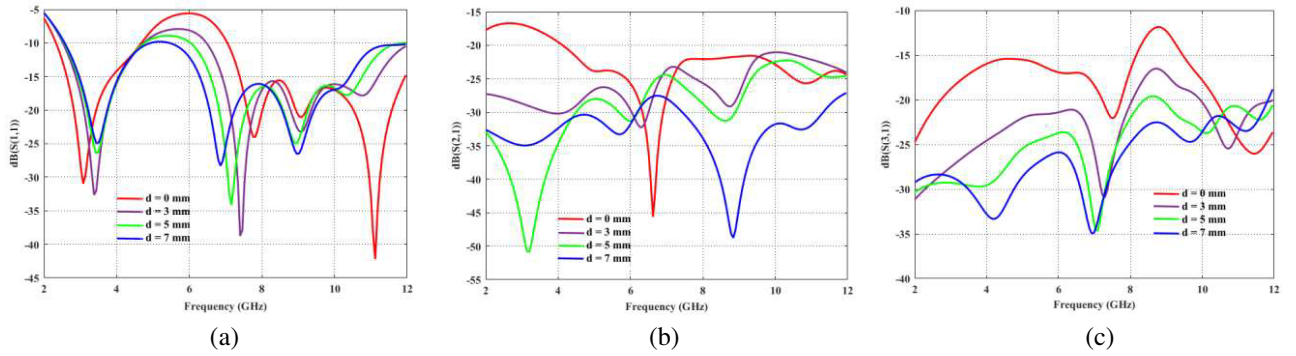 -5
-10
-15
-20
-25
-30
-35
-40
-45
dB(S(1,1))
d = 0 mm
d = 3 mm
d = 5 mm
d = 7 mm
2 4 6 8 10 12
Frequency (GHz)
(a)
-15
-20
-25
-30
-35
-40
-45
-50
-55
dB(S(2,1))
d = 0 mm
d = 3 mm
d = 5 mm
d = 7 mm
2 4 6 8 10 12
Frequency (GHz)
(b)
-10
-15
-20
-25
-30
-35
-40
dB(S(3,1))
d = 0 mm
d = 3 mm
d = 5 mm
d = 7 mm
2 4 6 8 10 12
Frequency (GHz)
(c)